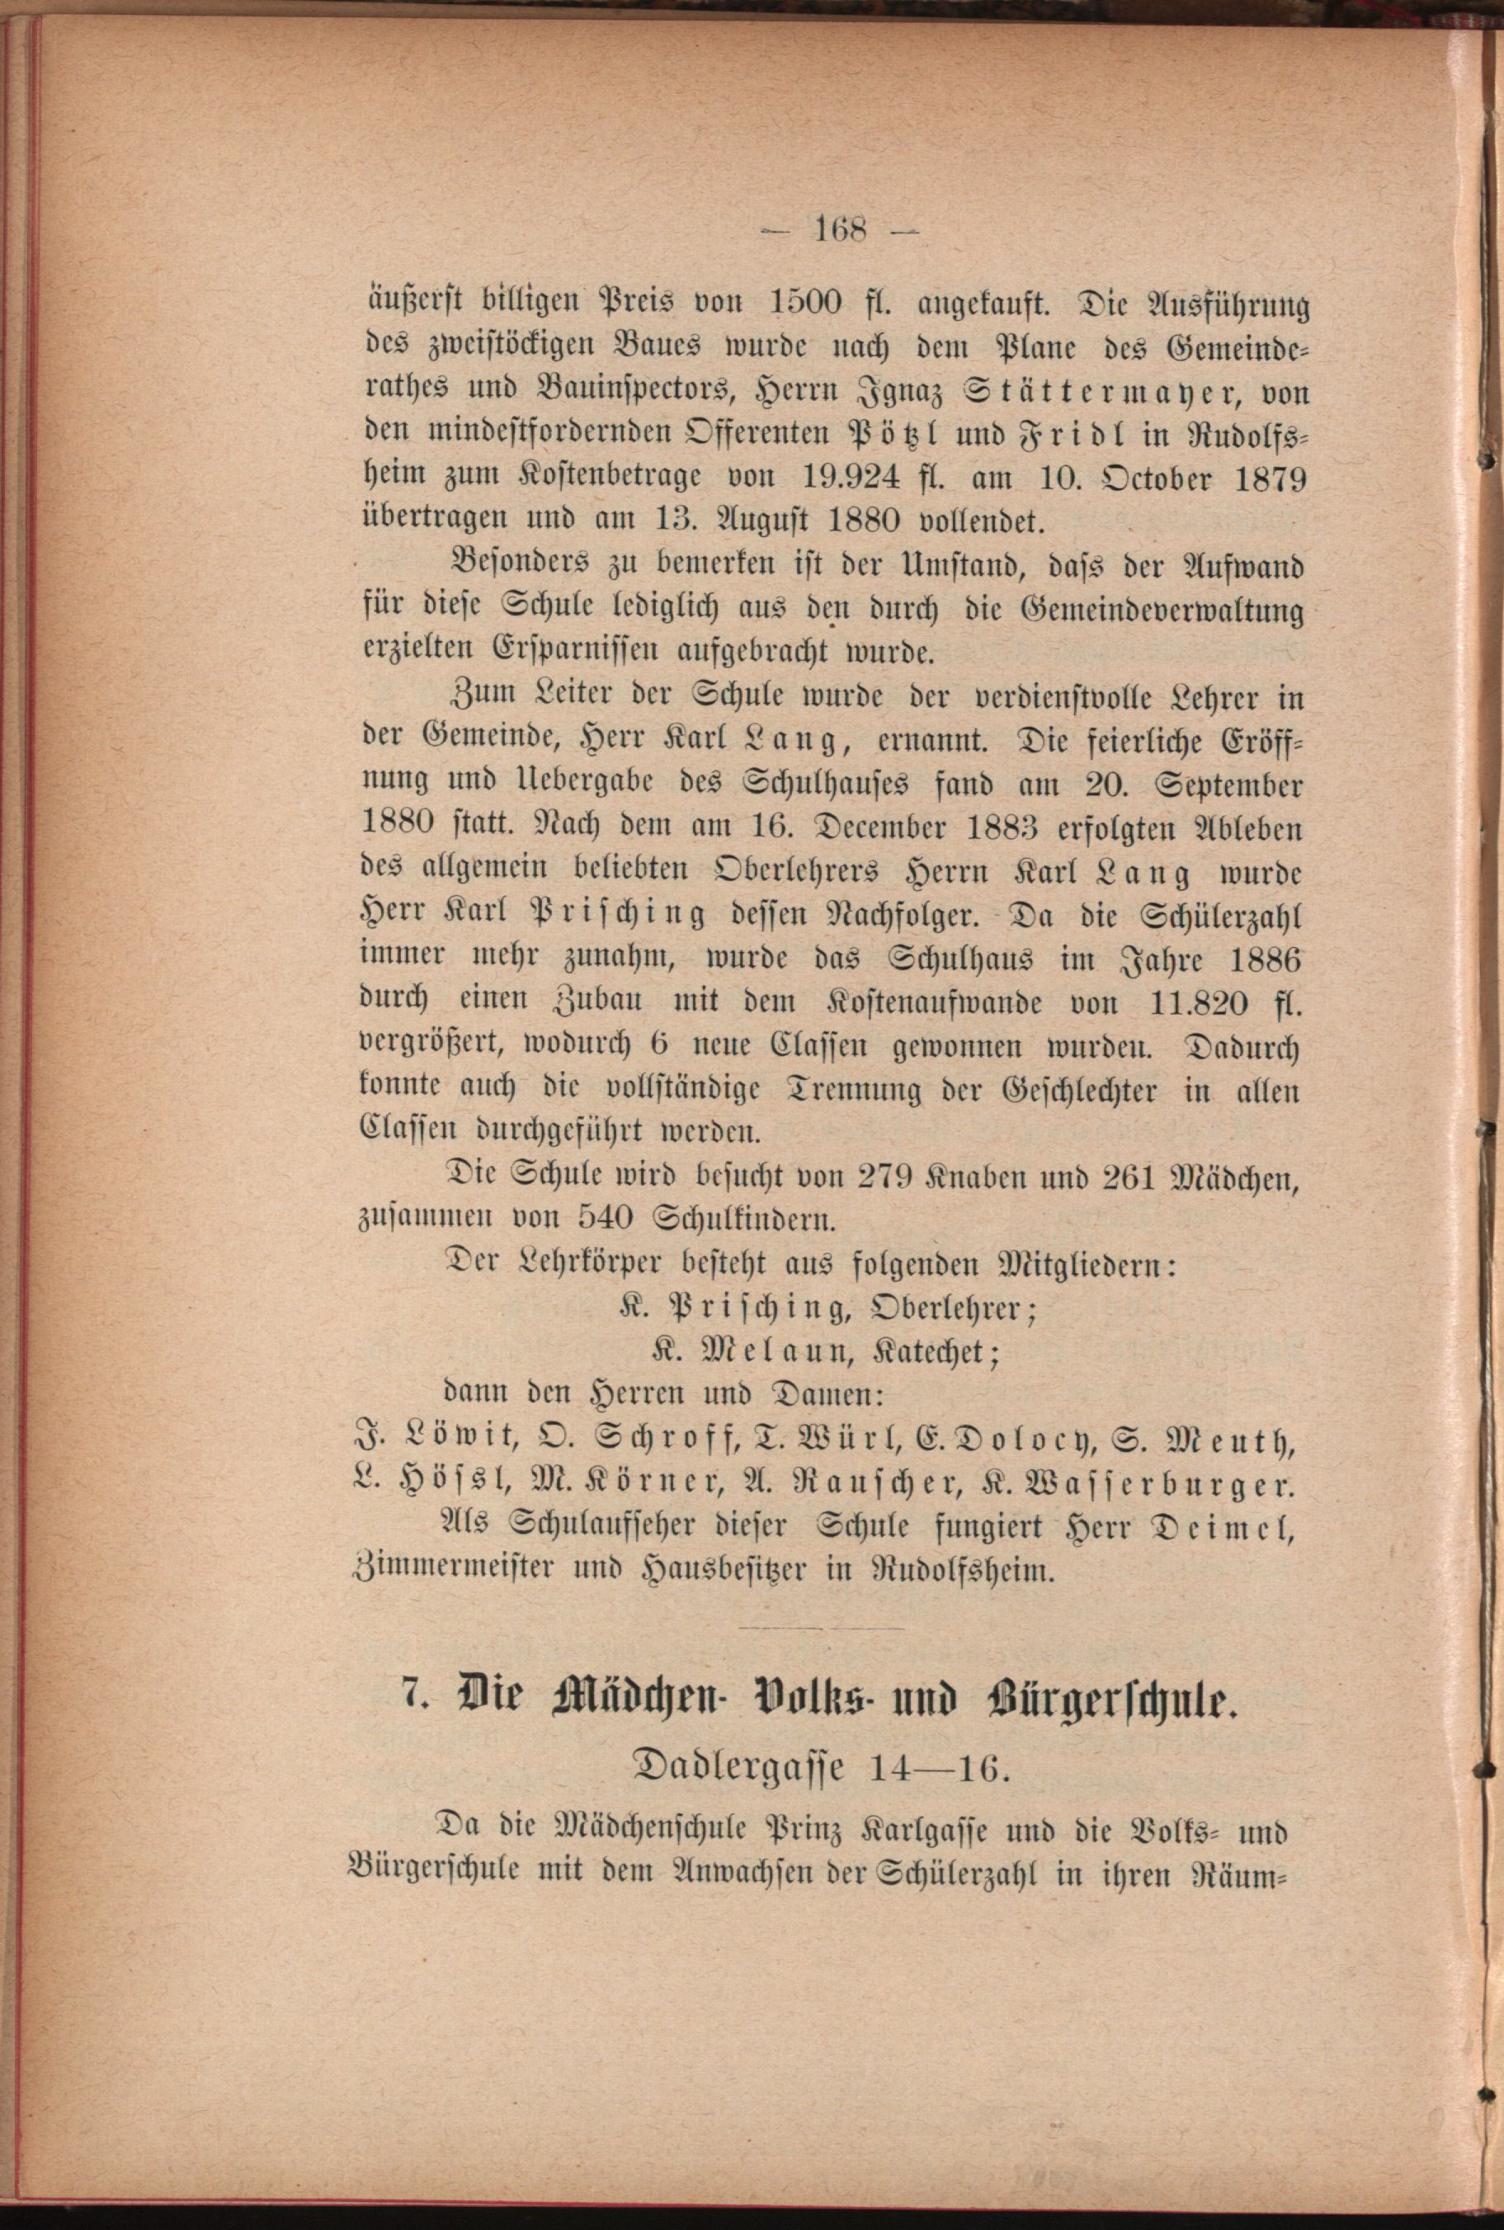 — 168 —
äußerst billigen Preis von 1500 fl. angekauft. Die Ausführung
des zweistöckigen Baues wurde nach dem Plane des Gemeinde-
rathes und Bauinspectors, Herrn Ignaz Stättermayer, von
den mindestfordernden Offerenten Pötzl und Fridl in Rudolfs-
heim zum Kostenbetrage von 19.924 fl. am 10. October 1879
übertragen und am 13. August 1880 vollendet.
Besonders zu bemerken ist der Umstand, dass der Aufwand
für diese Schule lediglich aus den durch die Gemeindeverwaltung
erzielten Ersparnissen aufgebracht wurde.
Zum Leiter der Schule wurde der verdienstvolle Lehrer in
der Gemeinde, Herr Karl Lang, ernannt. Die feierliche Eröff-
nung und Uebergabe des Schulhauses fand am 20. September
1880 statt. Nach dem am 16. December 1883 erfolgten Ableben
des allgemein beliebten Oberlehrers Herrn Karl Lang wurde
Herr Karl Prisching dessen Nachfolger. Da die Schülerzahl
immer mehr zunahm, wurde das Schulhaus im Jahre 1886
durch einen Zubau mit dem Kostenaufwande von 11.820 fl.
vergrößert, wodurch 6 neue Classen gewonnen wurden. Dadurch
konnte auch die vollständige Trennung der Geschlechter in allen
Classen durchgeführt werden.
Die Schule wird besucht von 279 Knaben und 261 Mädchen,
zusammen von 540 Schulkindern.
Der Lehrkörper besteht aus folgenden Mitgliedern:
K. Prisching, Oberlehrer;
K. Melaun, Katechet;
dann den Herren und Damen:
J. Löwit, O. Schroff, T. Würl, E. Dolocy, S. Meuth,
L. Hössl, M. Körner, A. Rauscher, K. Wasserburger.
Als Schulaufseher dieser Schule fungiert Herr Deimel,
Zimmermeister und Hausbesitzer in Rudolfsheim.
7. Die Mädchen- Volks- und Bürgerschule.
Dadlergasse 14—16.
Da die Mädchenschule Prinz Karlgasse und die Volks- und
Bürgerschule mit dem Anwachsen der Schülerzahl in ihren Räum-